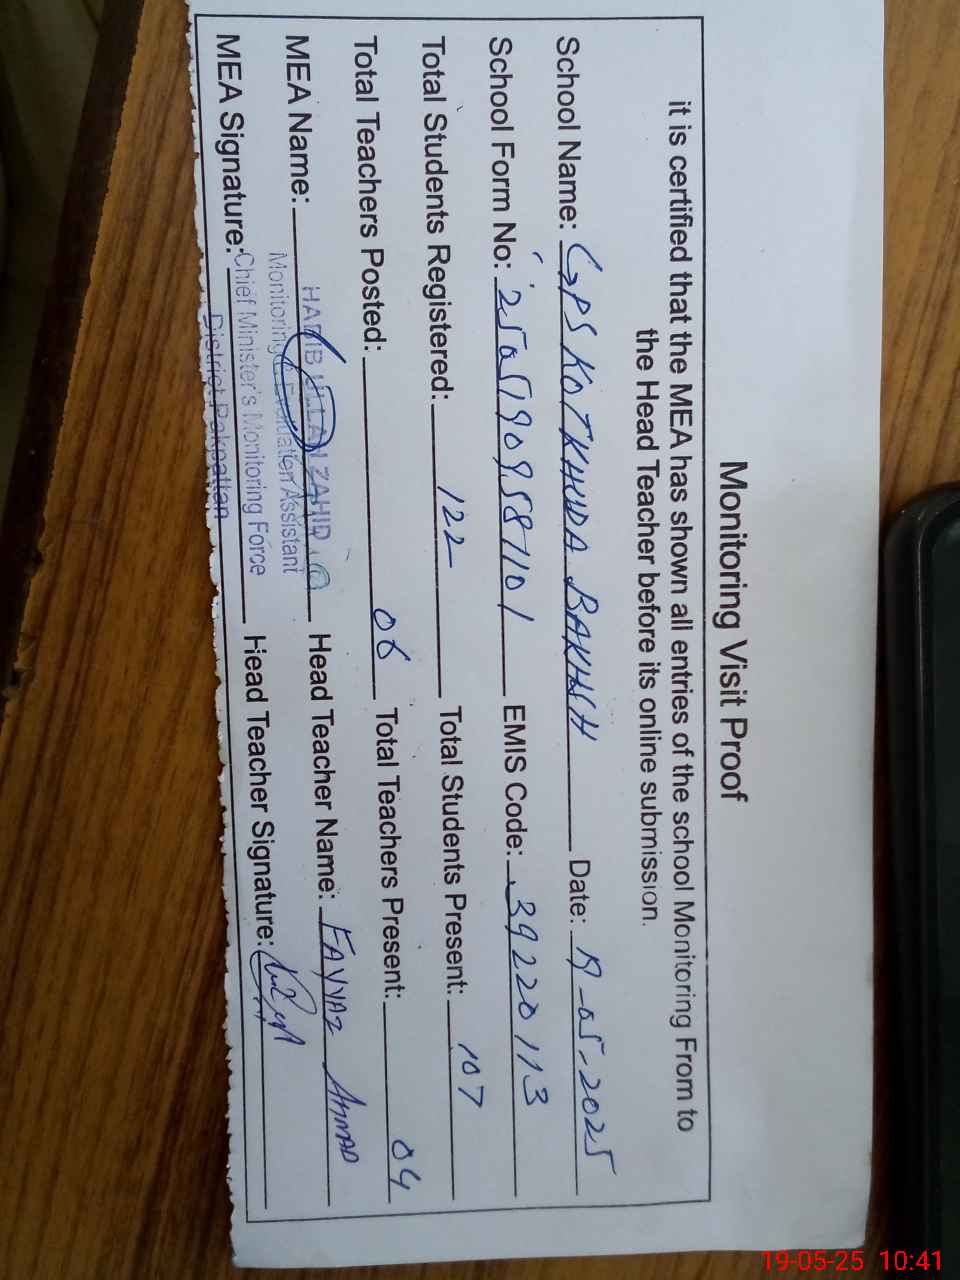 Monitoring Visit Proof
it is certified that the MEA has shown all entries of the school Monitoring From to
the Head Teacher before its online submission.
School Name: GPS KOT KHUDA BAKHSH Date: 19-05-2025
School Form No: EMIS Code: 39220113
Total Students Registered: 122 Total Students Present: 107
Total Teachers Posted: 06 Total Teachers Present: 04
MEA Name: HABIB ULLAH ZAHID Head Teacher Name: FAYYAZ AHMAD
Monitoring & Evaluation Assistant
MEA Signature: Chief Minister's Monitoring Force Head Teacher Signature:
District Pakpattan
19-05-25 10:41